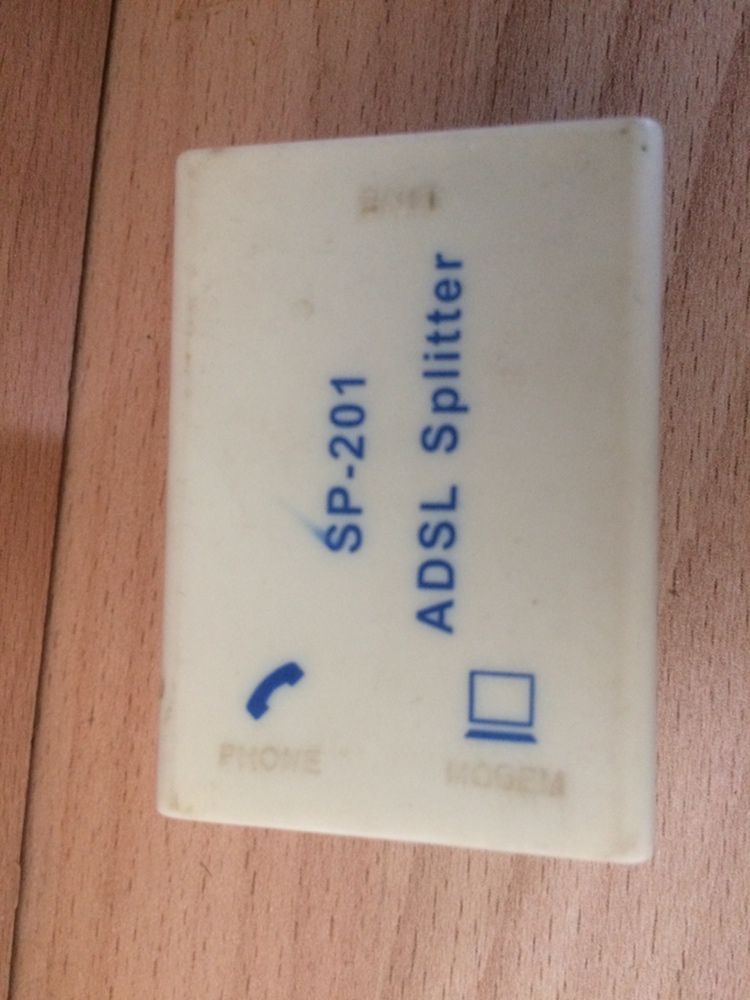 SP-201
ADSL Splitter
PHONE
MODEM